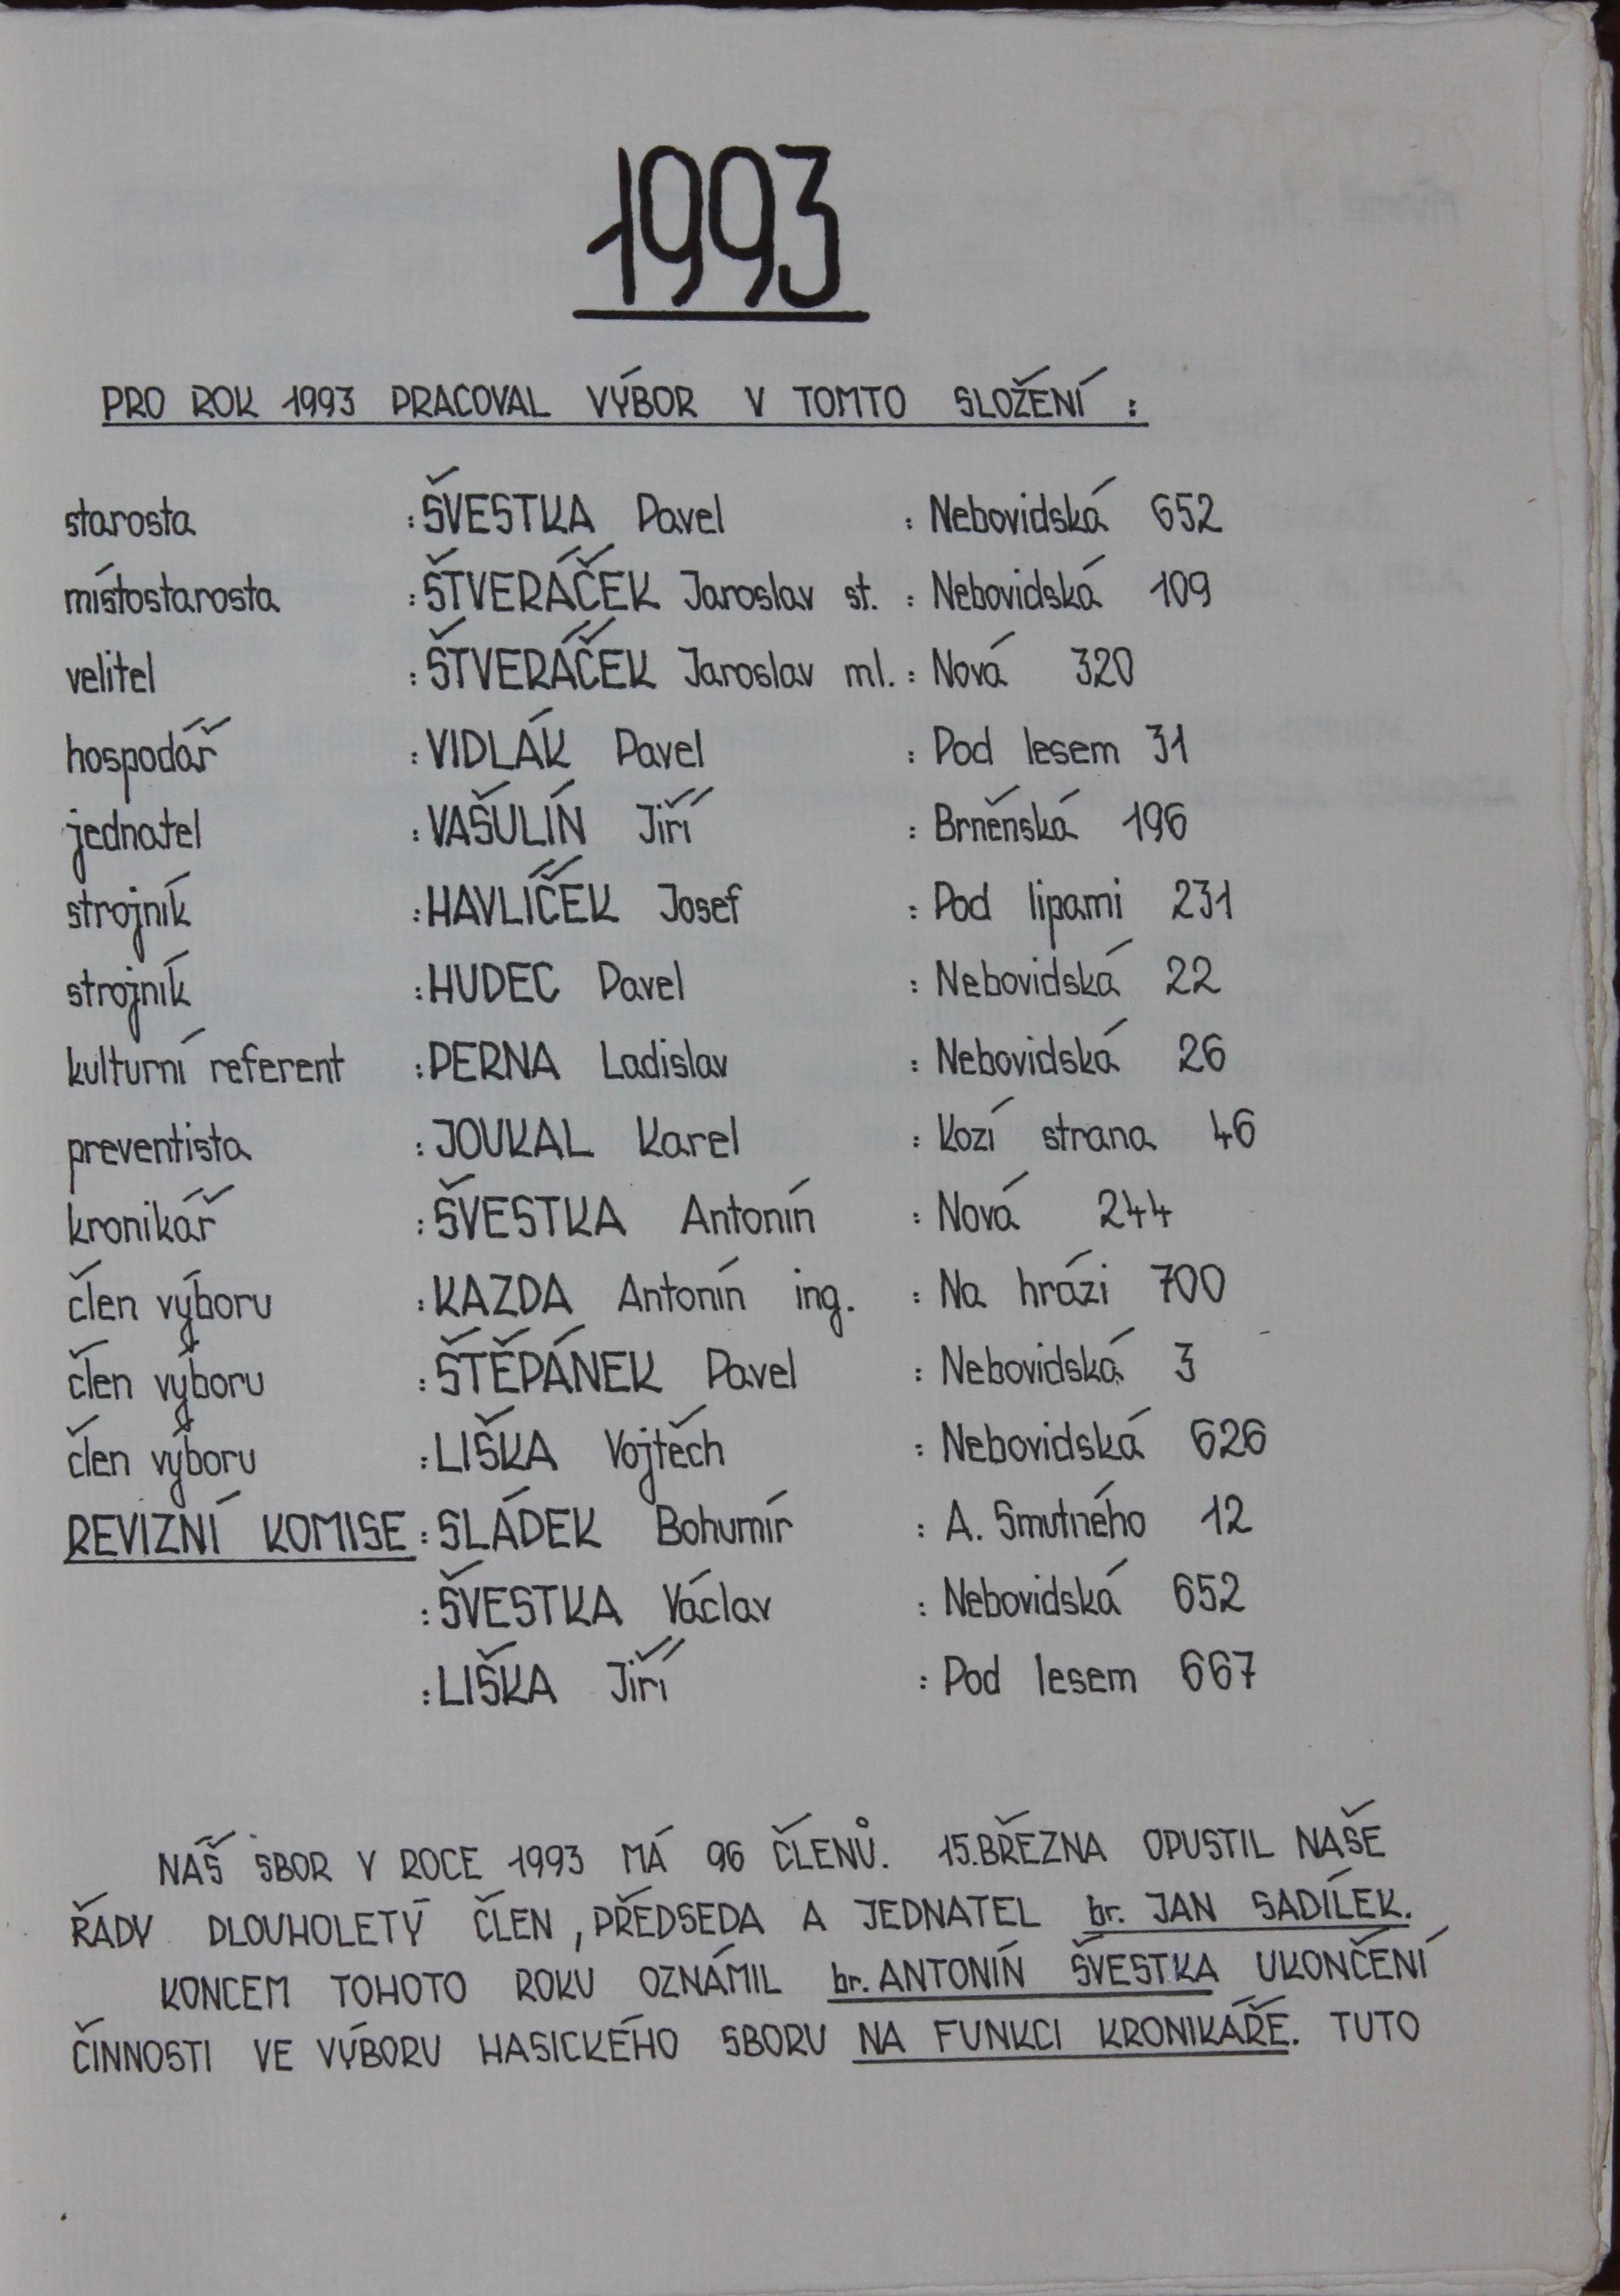 1993
PRO ROK 1993 PRACOVAL VÝBOR V TOMTO SLOŽENÍ :
starosta : ŠVESTKA Pavel : Nebovidská 652
místostarosta : ŠTVERÁČEK Jaroslav st. : Nebovidská 109
velitel : ŠTVERÁČEK Jaroslav ml. : Nová 320
hospodář : VIDLÁK Pavel : Pod lesem 31
jednatel : VAŠULÍN Jiří : Brněnská 196
strojník : HAVLÍČEK Josef : Pod lipami 231
strojník : HUDEC Pavel : Nebovidská 22
kulturní referent : PERNA Ladislav : Nebovidská 26
preventista : JOUKAL Karel : Kozí strana 46
kronikář : ŠVESTKA Antonín : Nová 244
člen výboru : KAZDA Antonín ing. : Na hrázi 700
člen výboru : ŠTĚPÁNEK Pavel : Nebovidská 3
člen výboru : LIŠKA Vojtěch : Nebovidská 626
REVIZNÍ KOMISE : SLÁDEK Bohumír : A. Smutného 12
: ŠVESTKA Václav : Nebovidská 652
: LIŠKA Jiří : Pod lesem 667
NÁŠ SBOR V ROCE 1993 MÁ 96 ČLENŮ. 15.BŘEZNA OPUSTIL NAŠE
ŘADY DLOUHOLETÝ ČLEN, PŘEDSEDA A JEDNATEL br. JAN SADÍLEK.
KONCEM TOHOTO ROKU OZNÁMIL br. ANTONÍN ŠVESTKA UKONČENÍ
ČINNOSTI VE VÝBORU HASICKÉHO SBORU NA FUNKCI KRONIKÁŘE. TUTO